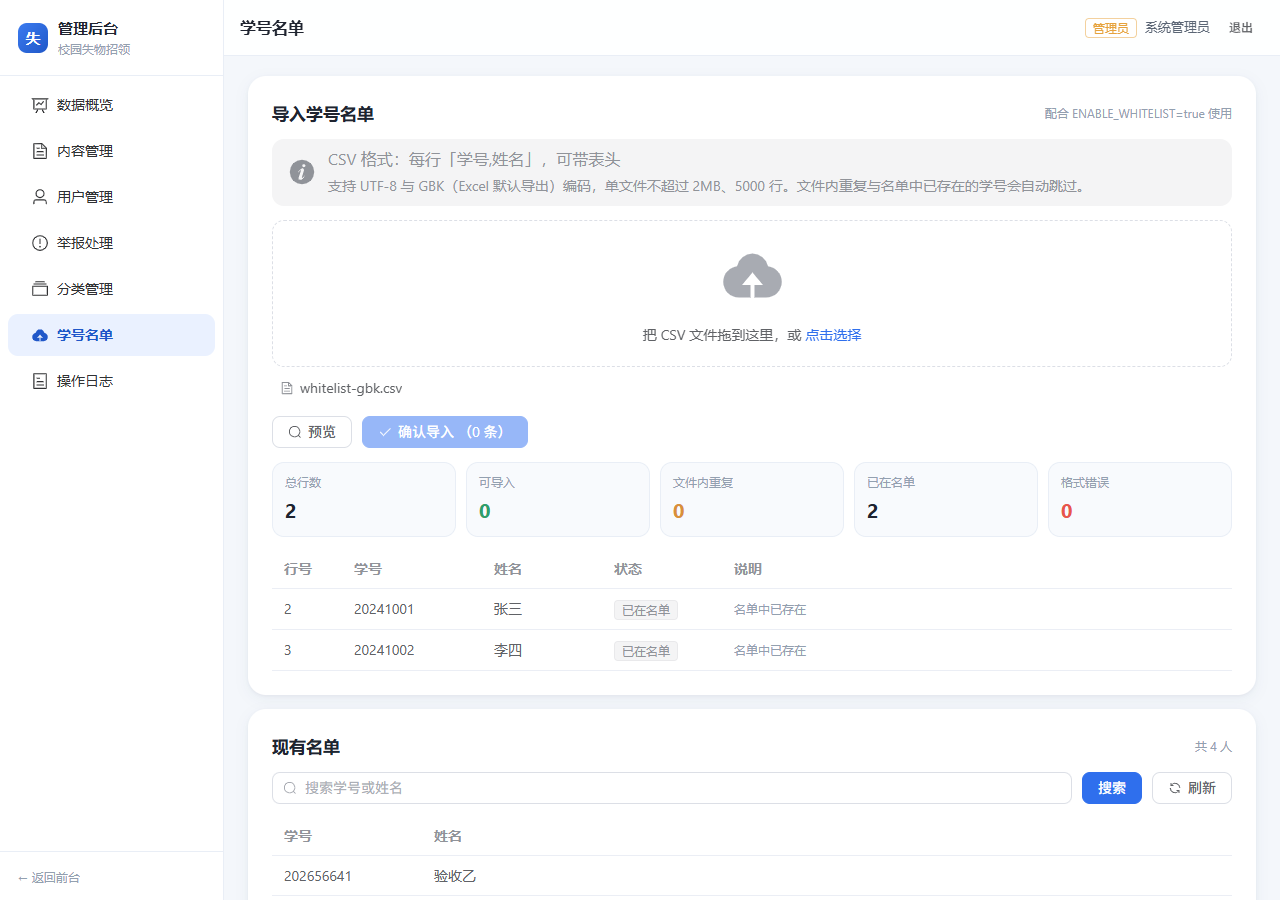 失
管理后台
校园失物招领
学号名单
管理员
系统管理员
退出
数据概览
内容管理
用户管理
举报处理
分类管理
学号名单
操作日志
← 返回前台
导入学号名单
配合 ENABLE_WHITELIST=true 使用
CSV 格式：每行「学号,姓名」，可带表头
支持 UTF-8 与 GBK（Excel 默认导出）编码，单文件不超过 2MB、5000 行。文件内重复与名单中已存在的学号会自动跳过。
把 CSV 文件拖到这里，或 点击选择
whitelist-gbk.csv
预览
确认导入 （0 条）
总行数
2
可导入
0
文件内重复
0
已在名单
2
格式错误
0
行号 学号 姓名 状态 说明
2 20241001 张三 已在名单 名单中已存在
3 20241002 李四 已在名单 名单中已存在
现有名单
共 4 人
搜索学号或姓名
搜索
刷新
学号 姓名
202656641 验收乙